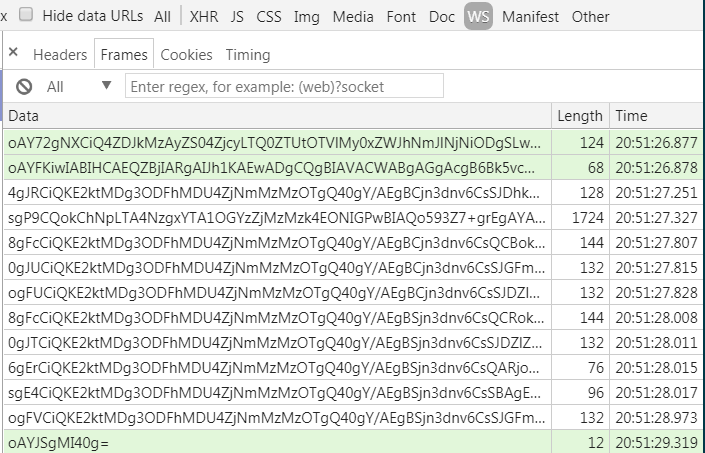 x Hide data URLs All XHR JS CSS Img Media Font Doc WS Manifest Other
× Headers Frames Cookies Timing
All ▼ Enter regex, for example: (web)?socket
Data Length Time
oAY72gNXCiQ4ZDJkMzAyZS04ZjcyLTQ0ZTUtOTVlMy0xZWJhNmJlNjNiODgSLw... 124 20:51:26.877
oAYFKiwIABIHCAEQZBjIARgAIJh1KAEwADgCQgBIAVACWABgAGgAcgB6Bk5vc... 68 20:51:26.878
4gJRCiQKE2ktMDg3ODFhMDU4ZjNmMzMzOTgQ40gY/AEgBCjn3dnv6CsSJDhk... 128 20:51:27.251
sgP9CQokChNpLTA4NzgxYTA1OGYzZjMzMzk4EONIGPwBIAQo593Z7+grEgAYA... 1724 20:51:27.327
8gFcCiQKE2ktMDg3ODFhMDU4ZjNmMzMzOTgQ40gY/AEgBCjn3dnv6CsQCBok... 144 20:51:27.807
0gJUCiQKE2ktMDg3ODFhMDU4ZjNmMzMzOTgQ40gY/AEgBCjn3dnv6CsSJGFm... 132 20:51:27.815
ogFUCiQKE2ktMDg3ODFhMDU4ZjNmMzMzOTgQ40gY/AEgBCjn3dnv6CsSJDZl... 132 20:51:27.828
8gFcCiQKE2ktMDg3ODFhMDU4ZjNmMzMzOTgQ40gY/AEgBSjn3dnv6CsQCRok... 144 20:51:28.008
0gJTCiQKE2ktMDg3ODFhMDU4ZjNmMzMzOTgQ40gY/AEgBSjn3dnv6CsSJDZlZ... 132 20:51:28.011
6gErCiQKE2ktMDg3ODFhMDU4ZjNmMzMzOTgQ40gY/AEgBSjn3dnv6CsQARjo... 76 20:51:28.015
sgE4CiQKE2ktMDg3ODFhMDU4ZjNmMzMzOTgQ40gY/AEgBSjn3dnv6CsSBAgE... 96 20:51:28.017
ogFVCiQKE2ktMDg3ODFhMDU4ZjNmMzMzOTgQ40gY/AEgBSjn3dnv6CsSJGFm... 132 20:51:28.973
oAYJSgMI40g= 12 20:51:29.319